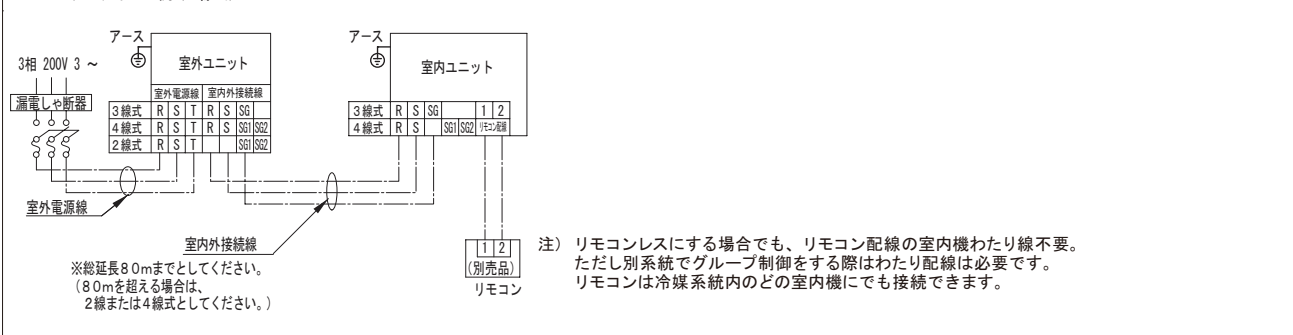 アース
3相 200V 3 ～
室外ユニット
漏電しゃ断器
室外電源線 室内外接続線
3線式 R S T R S SG
4線式 R S T R S SG1 SG2
2線式 R S T SG1 SG2
室外電源線
アース
室内ユニット
3線式 R S SG 1 2
4線式 R S SG1 SG2 リモコン配線
室内外接続線
※総延長80mまでとしてください。
(80mを超える場合は、
2線または4線式としてください。)
1 2
(別売品)
リモコン
注) リモコンレスにする場合でも、リモコン配線の室内機わたり線不要。
ただし別系統でグループ制御をする際はわたり配線は必要です。
リモコンは冷媒系統内のどの室内機にでも接続できます。